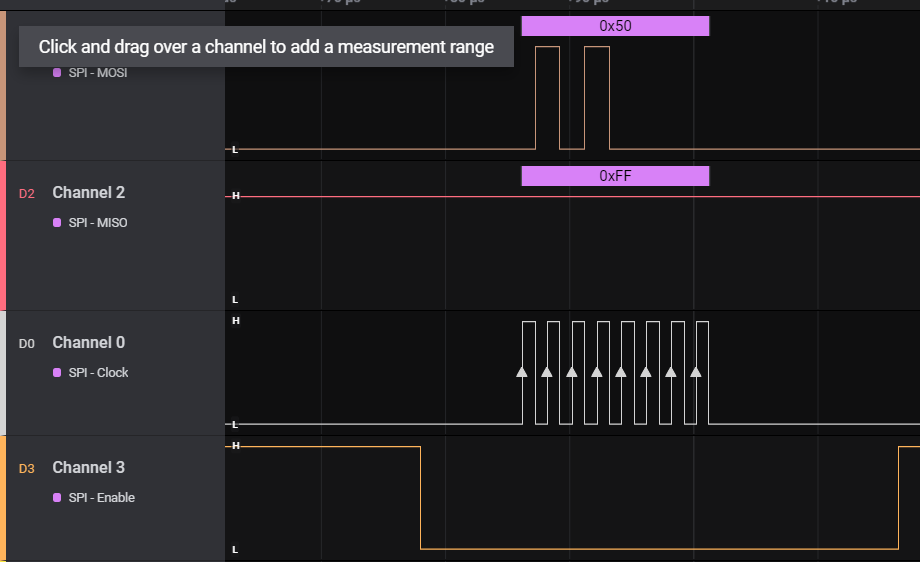 0x50
Click and drag over a channel to add a measurement range
SPI - MOSI
L
D2
Channel 2
0xFF
H
SPI - MISO
L
H
D0
Channel 0
SPI - Clock
L
H
D3
Channel 3
SPI - Enable
L